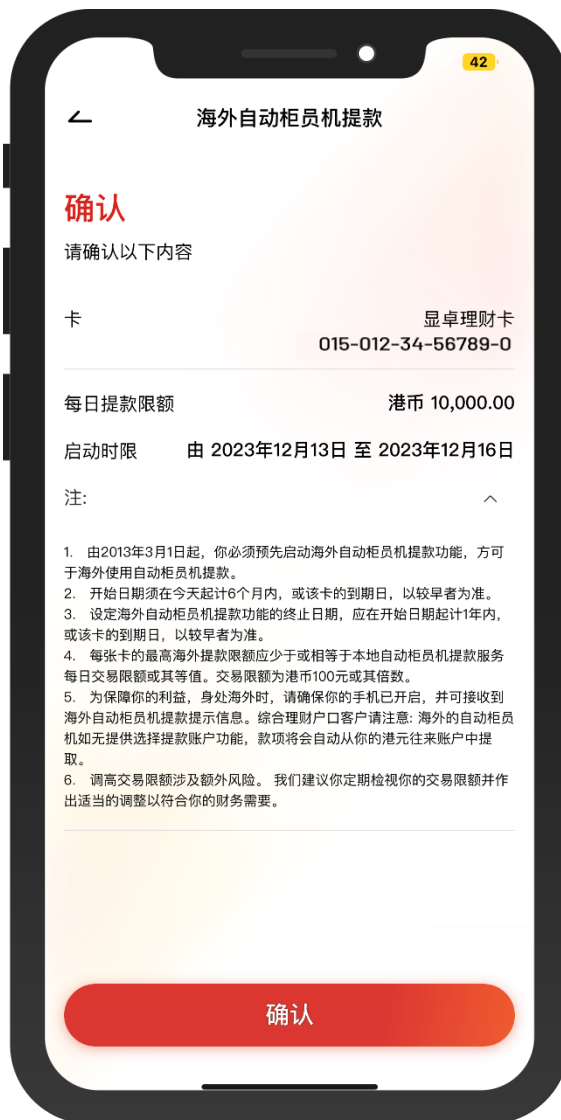 42
海外自动柜员机提款
确认
请确认以下内容
卡 显卓理财卡
015-012-34-56789-0
每日提款限额 港币 10,000.00
启动时限 由 2023年12月13日 至 2023年12月16日
注:
1. 由2013年3月1日起，你必须预先启动海外自动柜员机提款功能，方可
于海外使用自动柜员机提款。
2. 开始日期须在今天起计6个月内，或该卡的到期日，以较早者为准。
3. 设定海外自动柜员机提款功能的终止日期，应在开始日期起计1年内，
或该卡的到期日，以较早者为准。
4. 每张卡的最高海外提款限额应少于或相等于本地自动柜员机提款服务
每日交易限额或其等值。交易限额为港币100元或其倍数。
5. 为保障你的利益，身处海外时，请确保你的手机已开启，并可接收到
海外自动柜员机提款提示信息。综合理财户口客户请注意: 海外的自动柜员
机如无提供选择提款账户功能，款项将会自动从你的港元往来账户中提
取。
6. 调高交易限额涉及额外风险。 我们建议你定期检视你的交易限额并作
出适当的调整以符合你的财务需要。
确认